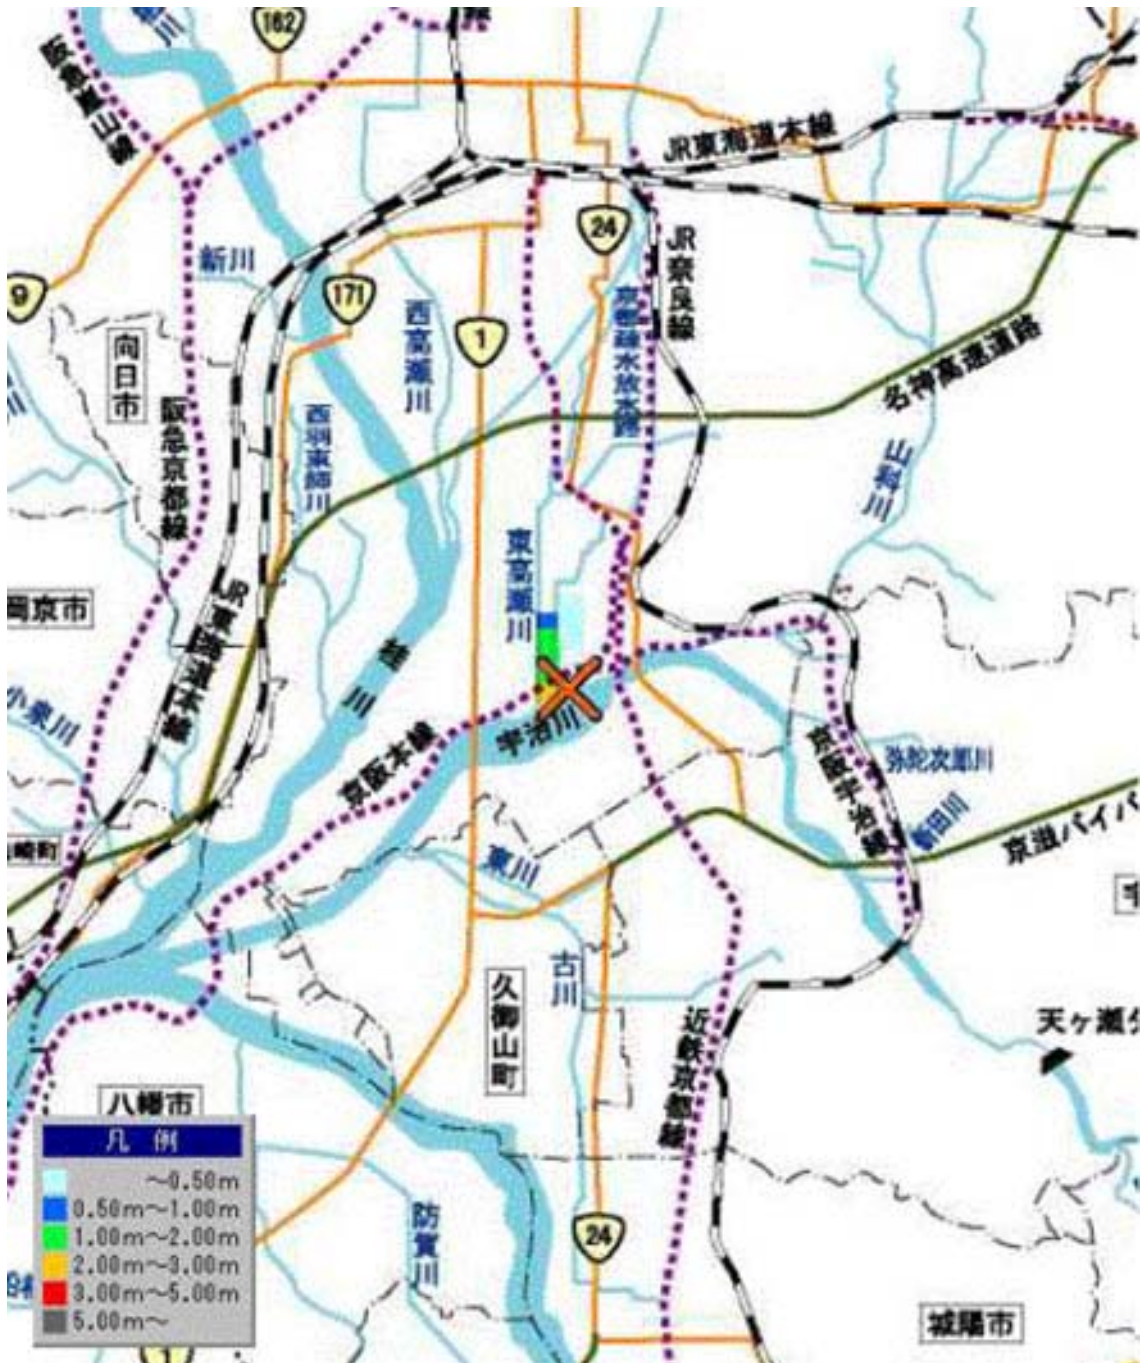 162
阪急嵐山線
JR東海道本線
24
JR奈良線
新川
9
171
西高瀬川
1
京都疎水放水路
向日市
名神高速道路
阪急京都線
西羽束師川
山科川
東高瀬川
岡京市
JR東海道本線
桂川
小泉川
宇治川
京阪本線
京阪宇治線
弥陀次郎川
新田川
崎町
東川
京滋バイパ
古川
久御山町
近鉄京都線
天ヶ瀬
八幡市
凡 例
～0.50m
0.50m～1.00m
1.00m～2.00m
2.00m～3.00m
3.00m～5.00m
5.00m～
防賀川
24
城陽市
1